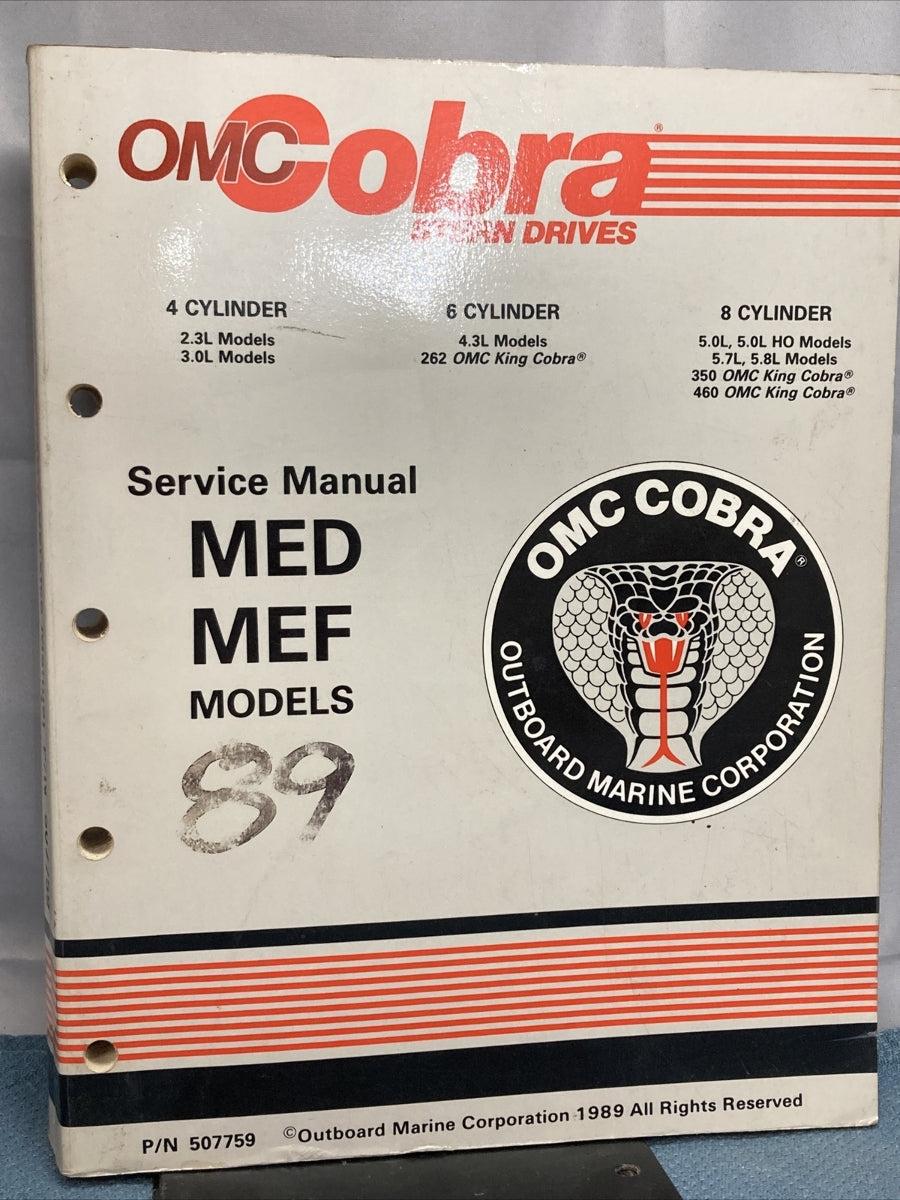 OMC Cobra®
STERN DRIVES
4 CYLINDER
2.3L Models
3.0L Models
6 CYLINDER
4.3L Models
262 OMC King Cobra®
8 CYLINDER
5.0L, 5.0L HO Models
5.7L, 5.8L Models
350 OMC King Cobra®
460 OMC King Cobra®
Service Manual
MED
MEF
MODELS
89
OMC COBRA®
OUTBOARD MARINE CORPORATION
P/N 507759 ©Outboard Marine Corporation 1989 All Rights Reserved